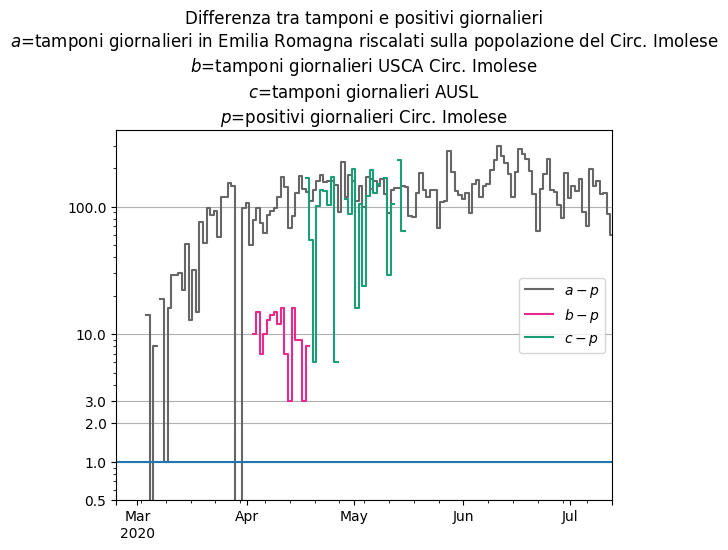 Differenza tra tamponi e positivi giornalieri
a=tamponi giornalieri in Emilia Romagna riscalati sulla popolazione del Circ. Imolese
b=tamponi giornalieri USCA Circ. Imolese
c=tamponi giornalieri AUSL
p=positivi giornalieri Circ. Imolese
100.0
10.0
3.0
2.0
1.0
0.5
a − p
b − p
c − p
Mar Apr May Jun Jul
2020